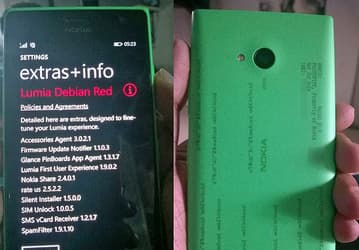 05:23
SETTINGS
extras+info
Lumia Debian Red
Policies and Agreements
Detailed here are extras, designed to fine-
tune your Lumia experience.
Accessories Agent 3.0.2.1
Firmware Update Notifier 1.1.0.3
Glance PinBoards App Agent 1.3.1.7
Lumia First User Experience 1.9.0.2
Nokia Share 2.4.0.1
rate us 2.5.2.2
Silent Installer 1.5.0.0
SIM Unlock 1.0.0.5
SMS vCard Receiver 1.2.1.7
SpamFilter 1.9.1.10
NOKIA